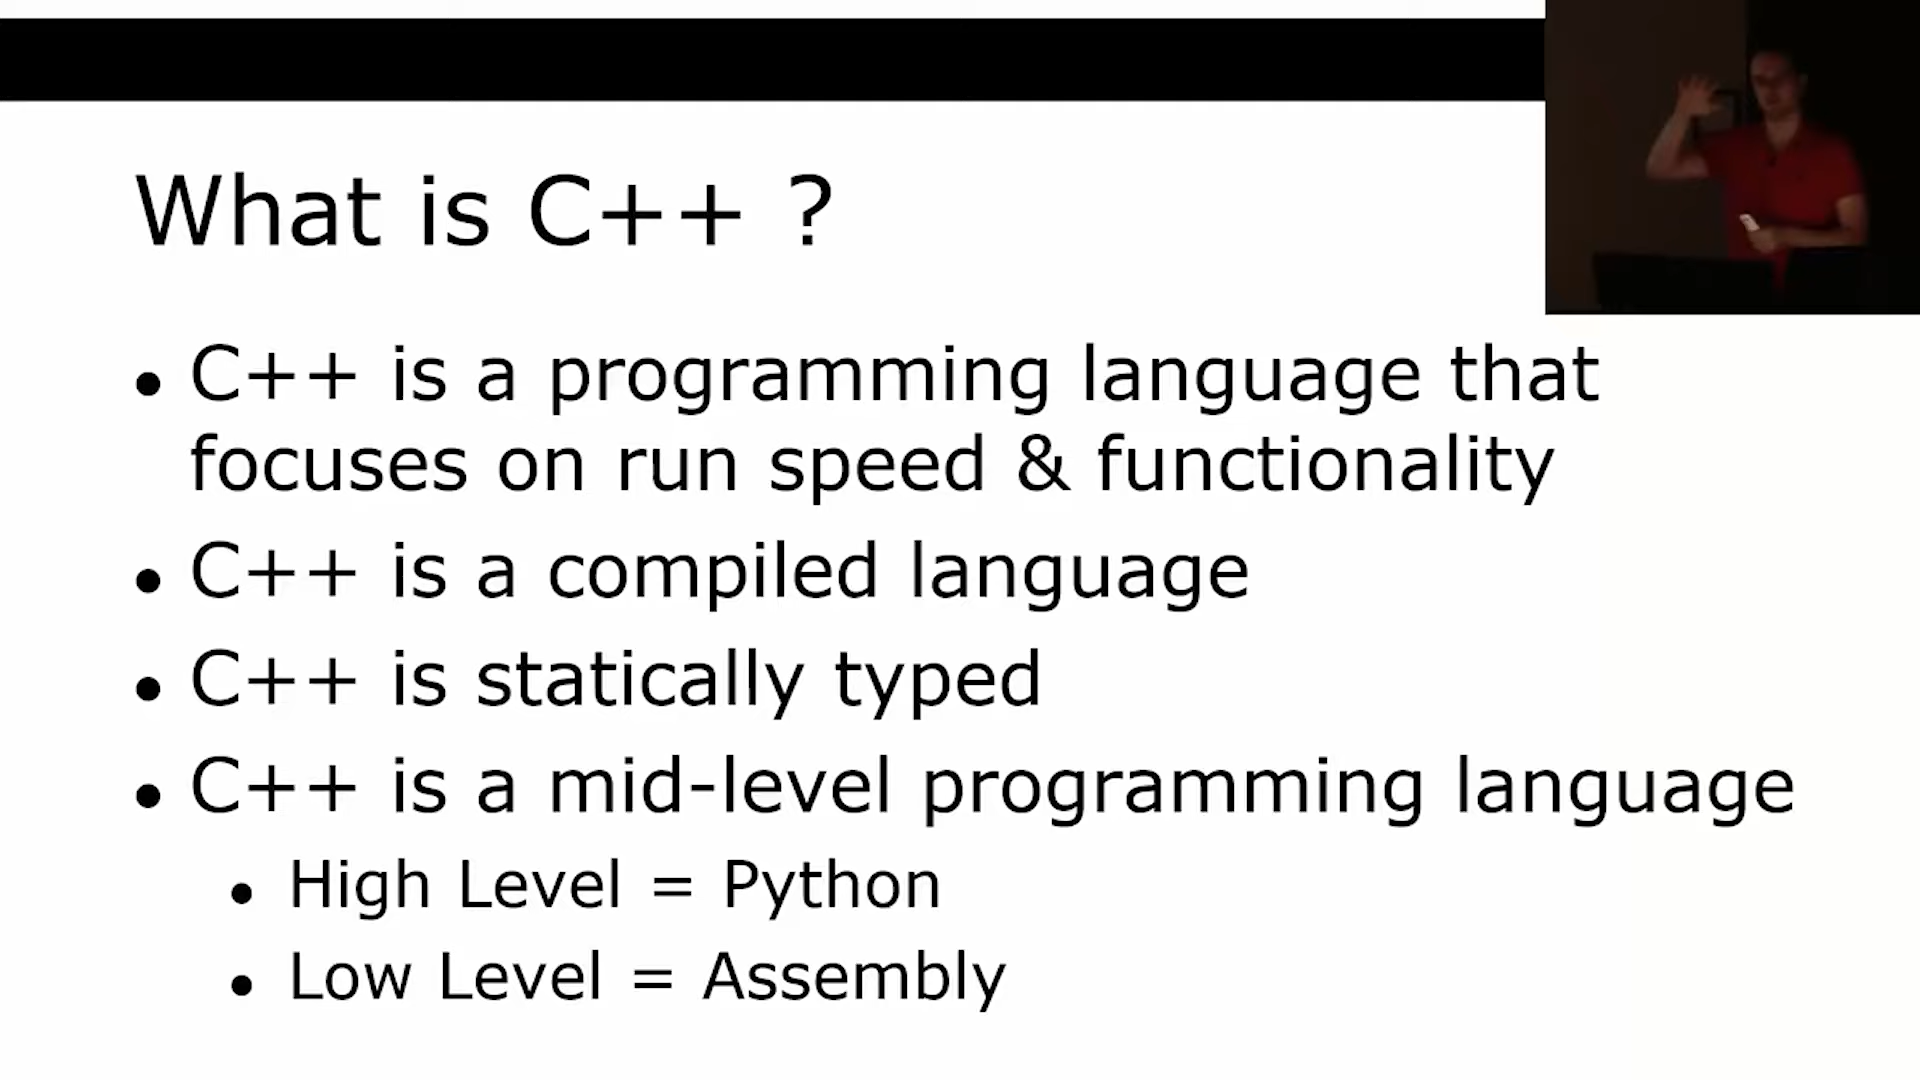 What is C++ ?
• C++ is a programming language that
focuses on run speed & functionality
• C++ is a compiled language
• C++ is statically typed
• C++ is a mid-level programming language
• High Level = Python
• Low Level = Assembly